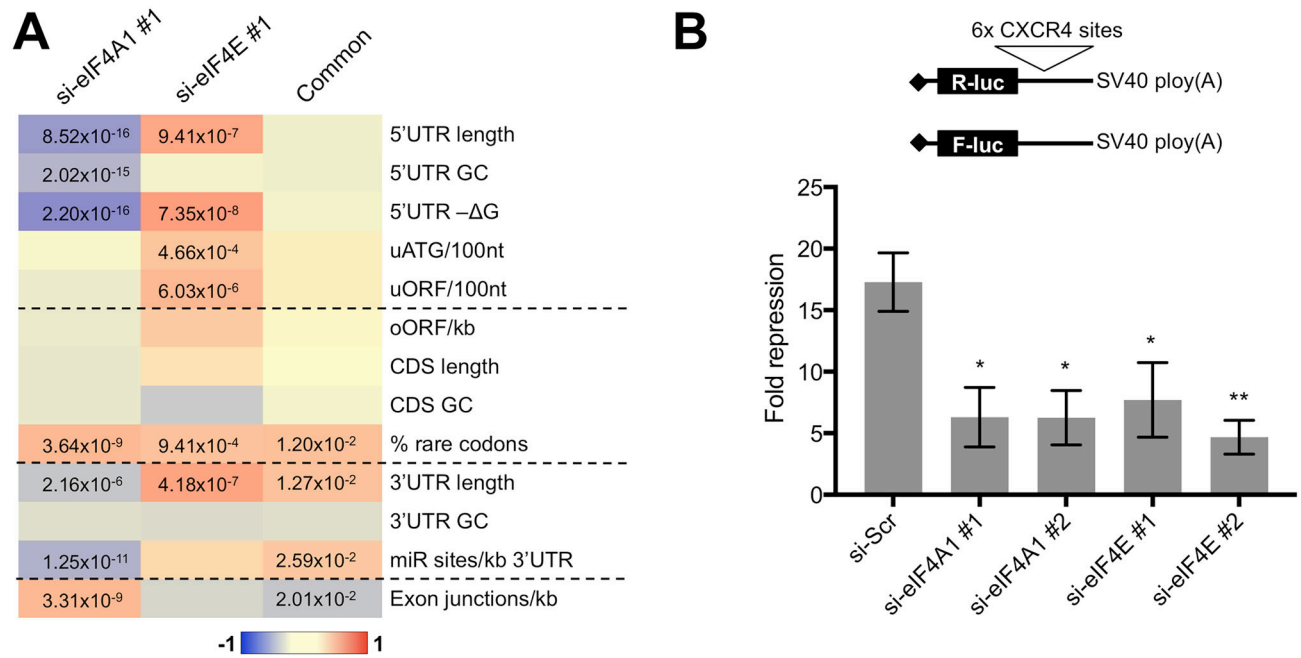 A
si-eIF4A1 #1
si-eIF4E #1
Common
8.52x10-16 9.41x10-7 5'UTR length
2.02x10-15 5'UTR GC
2.20x10-16 7.35x10-8 5'UTR –ΔG
4.66x10-4 uATG/100nt
6.03x10-6 uORF/100nt
oORF/kb
CDS length
CDS GC
3.64x10-9 9.41x10-4 1.20x10-2 % rare codons
2.16x10-6 4.18x10-7 1.27x10-2 3'UTR length
3'UTR GC
1.25x10-11 2.59x10-2 miR sites/kb 3'UTR
3.31x10-9 2.01x10-2 Exon junctions/kb
-1 1
B
6x CXCR4 sites
R-luc SV40 ploy(A)
F-luc SV40 ploy(A)
Fold repression
25
20
15
10
5
0
* * * **
si-Scr
si-eIF4A1 #1
si-eIF4A1 #2
si-eIF4E #1
si-eIF4E #2